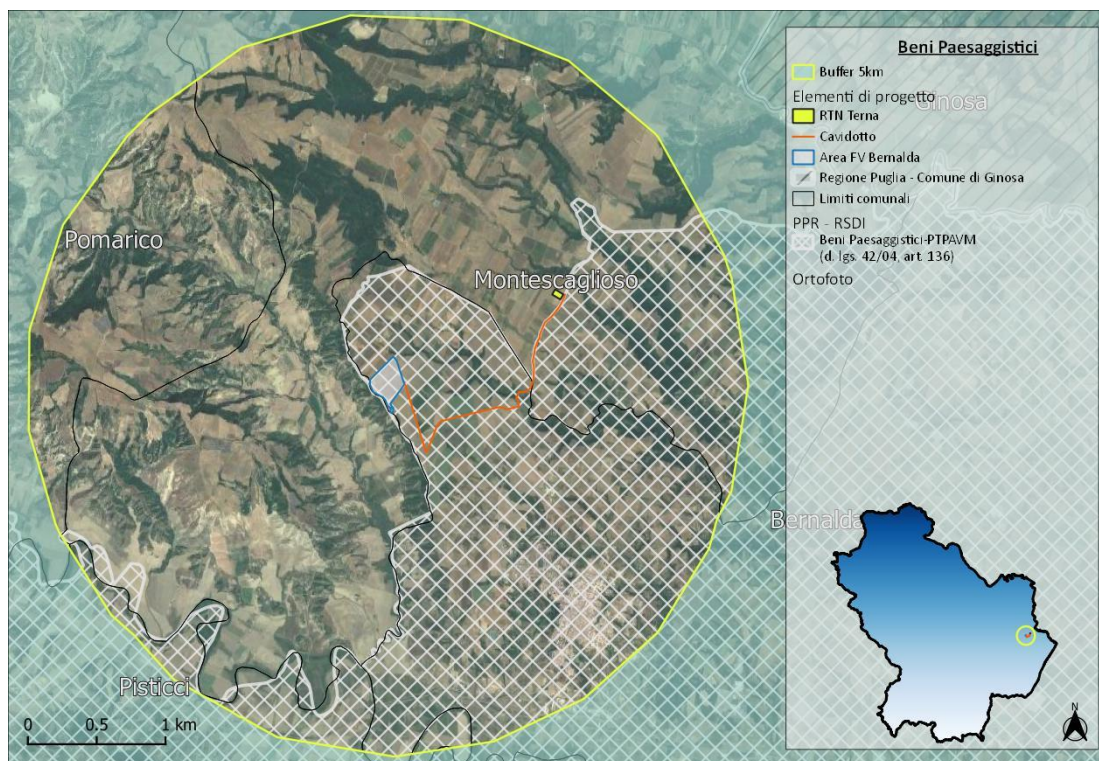 Beni Paesaggistici
Buffer 5km
Elementi di progetto
Ginosa
RTN Terna
Cavidotto
Area FV Bernalda
Regione Puglia - Comune di Ginosa
Limiti comunali
PPR - RSDI
Beni Paesaggistici-PTPAVM
(d. lgs. 42/04, art. 136)
Ortofoto
Pomarico
Montescaglioso
Bernalda
Pisticci
0 0.5 1 km
N